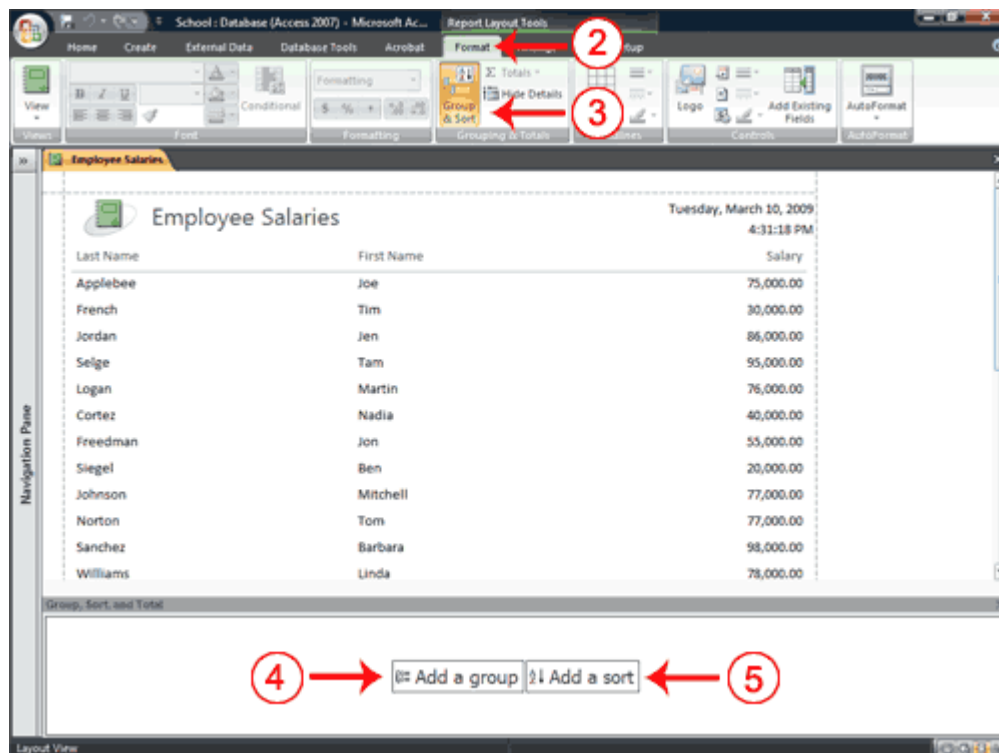 School : Database (Access 2007) - Microsoft Ac... Report Layout Tools
Home Create External Data Database Tools Acrobat Format 2 tup
View
B I U
Conditional
Formatting
$ %
Group & Sort
Σ Totals
Hide Details
3
Logo
Add Existing Fields
AutoFormat
Views Font Formatting Grouping & Totals lines Controls AutoFormat
» Employee Salaries
Navigation Pane
Employee Salaries
Tuesday, March 10, 2009
4:31:18 PM
Last Name First Name Salary
Applebee Joe 75,000.00
French Tim 30,000.00
Jordan Jen 86,000.00
Selge Tam 95,000.00
Logan Martin 76,000.00
Cortez Nadia 40,000.00
Freedman Jon 55,000.00
Siegel Ben 20,000.00
Johnson Mitchell 77,000.00
Norton Tom 77,000.00
Sanchez Barbara 98,000.00
Williams Linda 78,000.00
Group, Sort, and Total
4 Add a group Add a sort 5
Layout View